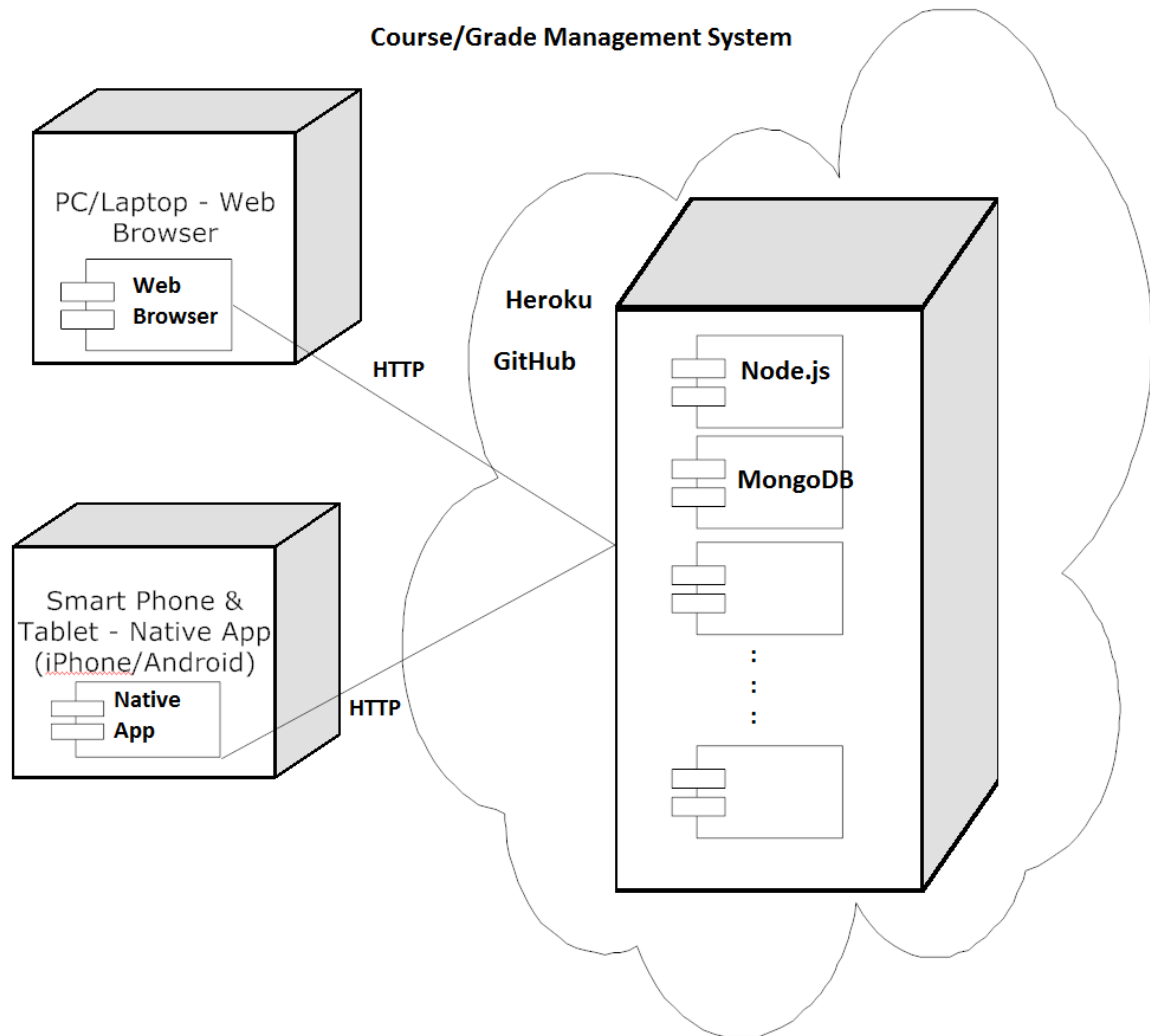 Course/Grade Management System
PC/Laptop - Web
Browser
Web
Browser
HTTP
Heroku
GitHub
Node.js
MongoDB
:
:
:
Smart Phone &
Tablet - Native App
(iPhone/Android)
Native
App
HTTP